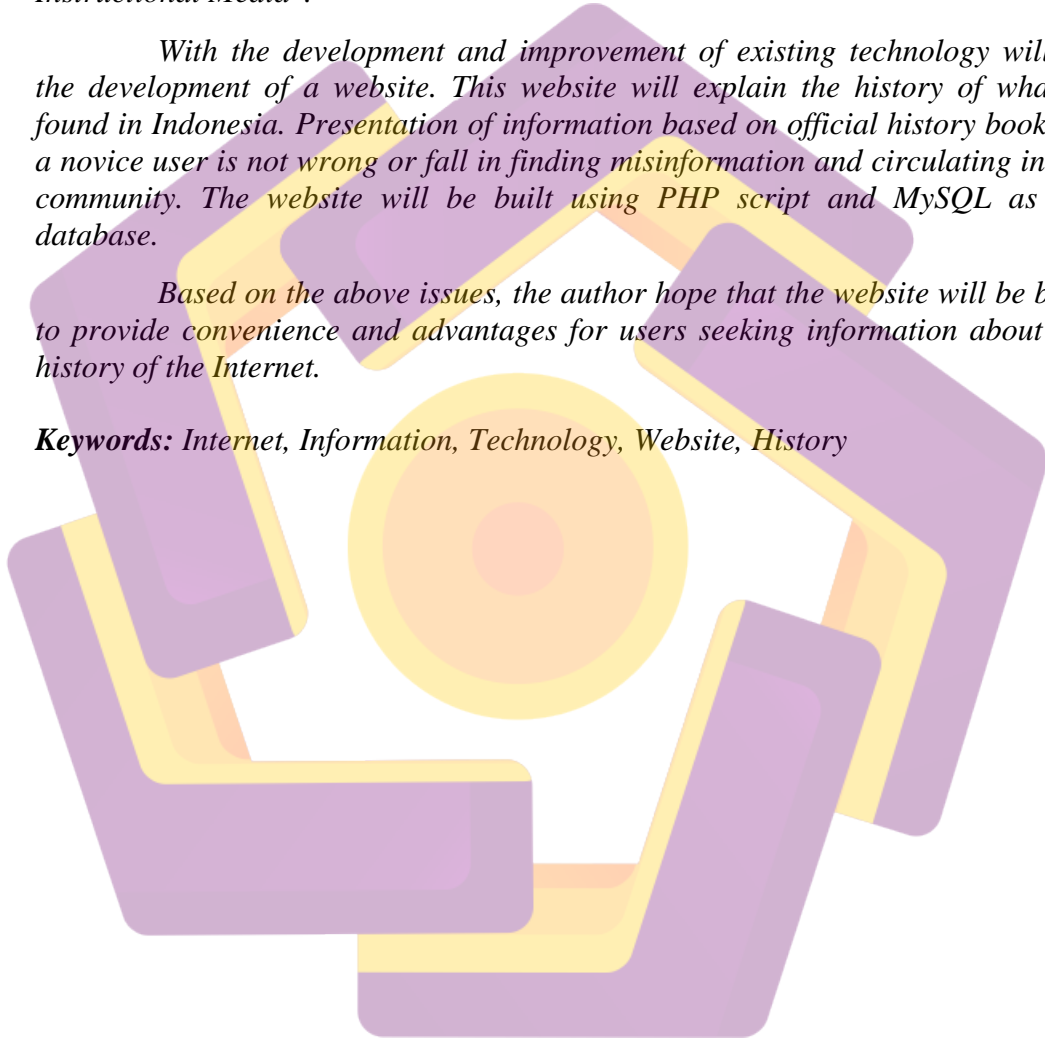 Instructional Media".
With the development and improvement of existing technology will
the development of a website. This website will explain the history of wha
found in Indonesia. Presentation of information based on official history book
a novice user is not wrong or fall in finding misinformation and circulating in
community. The website will be built using PHP script and MySQL as
database.
Based on the above issues, the author hope that the website will be b
to provide convenience and advantages for users seeking information about
history of the Internet.
Keywords: Internet, Information, Technology, Website, History